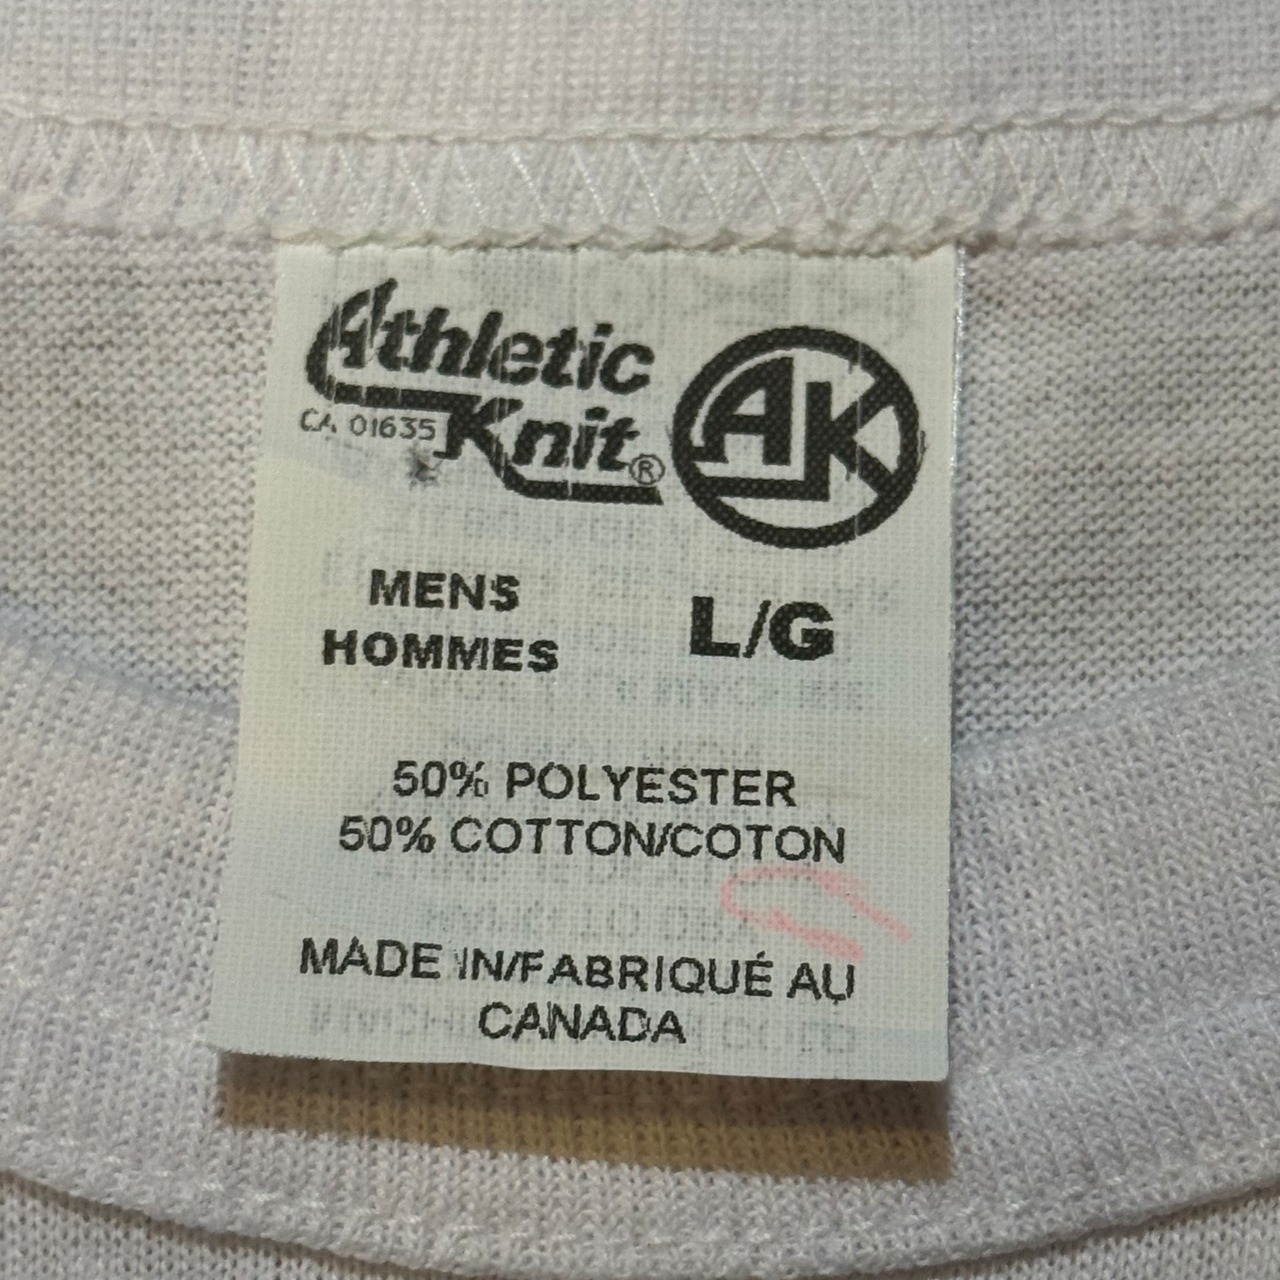 Athletic
Knit®
CA 01635
AK
MENS
HOMMES
L/G
50% POLYESTER
50% COTTON/COTON
MADE IN/FABRIQUÉ AU
CANADA